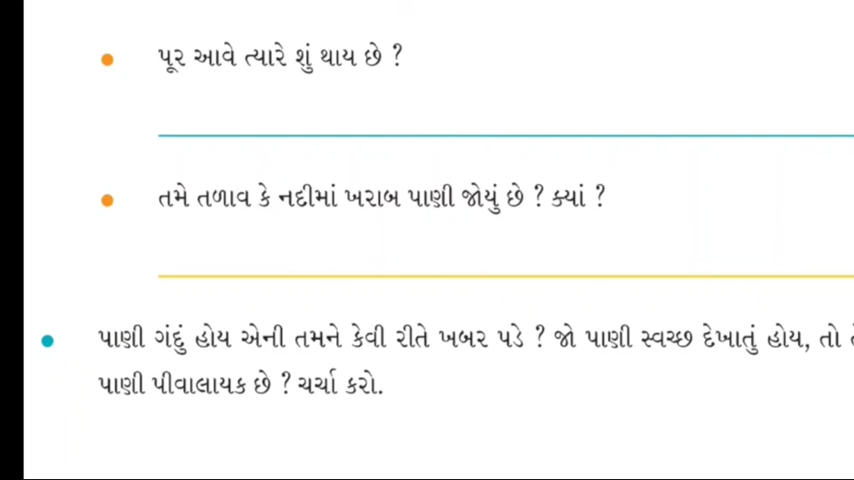 પૂર આવે ત્યારે શું થાય છે ?
તમે તળાવ કે નદીમાં ખરાબ પાણી જોયું છે ? ક્યાં ?
પાણી ગંદું હોય એની તમને કેવી રીતે ખબર પડે ? જો પાણી સ્વચ્છ દેખાતું હોય, તો
પાણી પીવાલાયક છે ? ચર્ચા કરો.